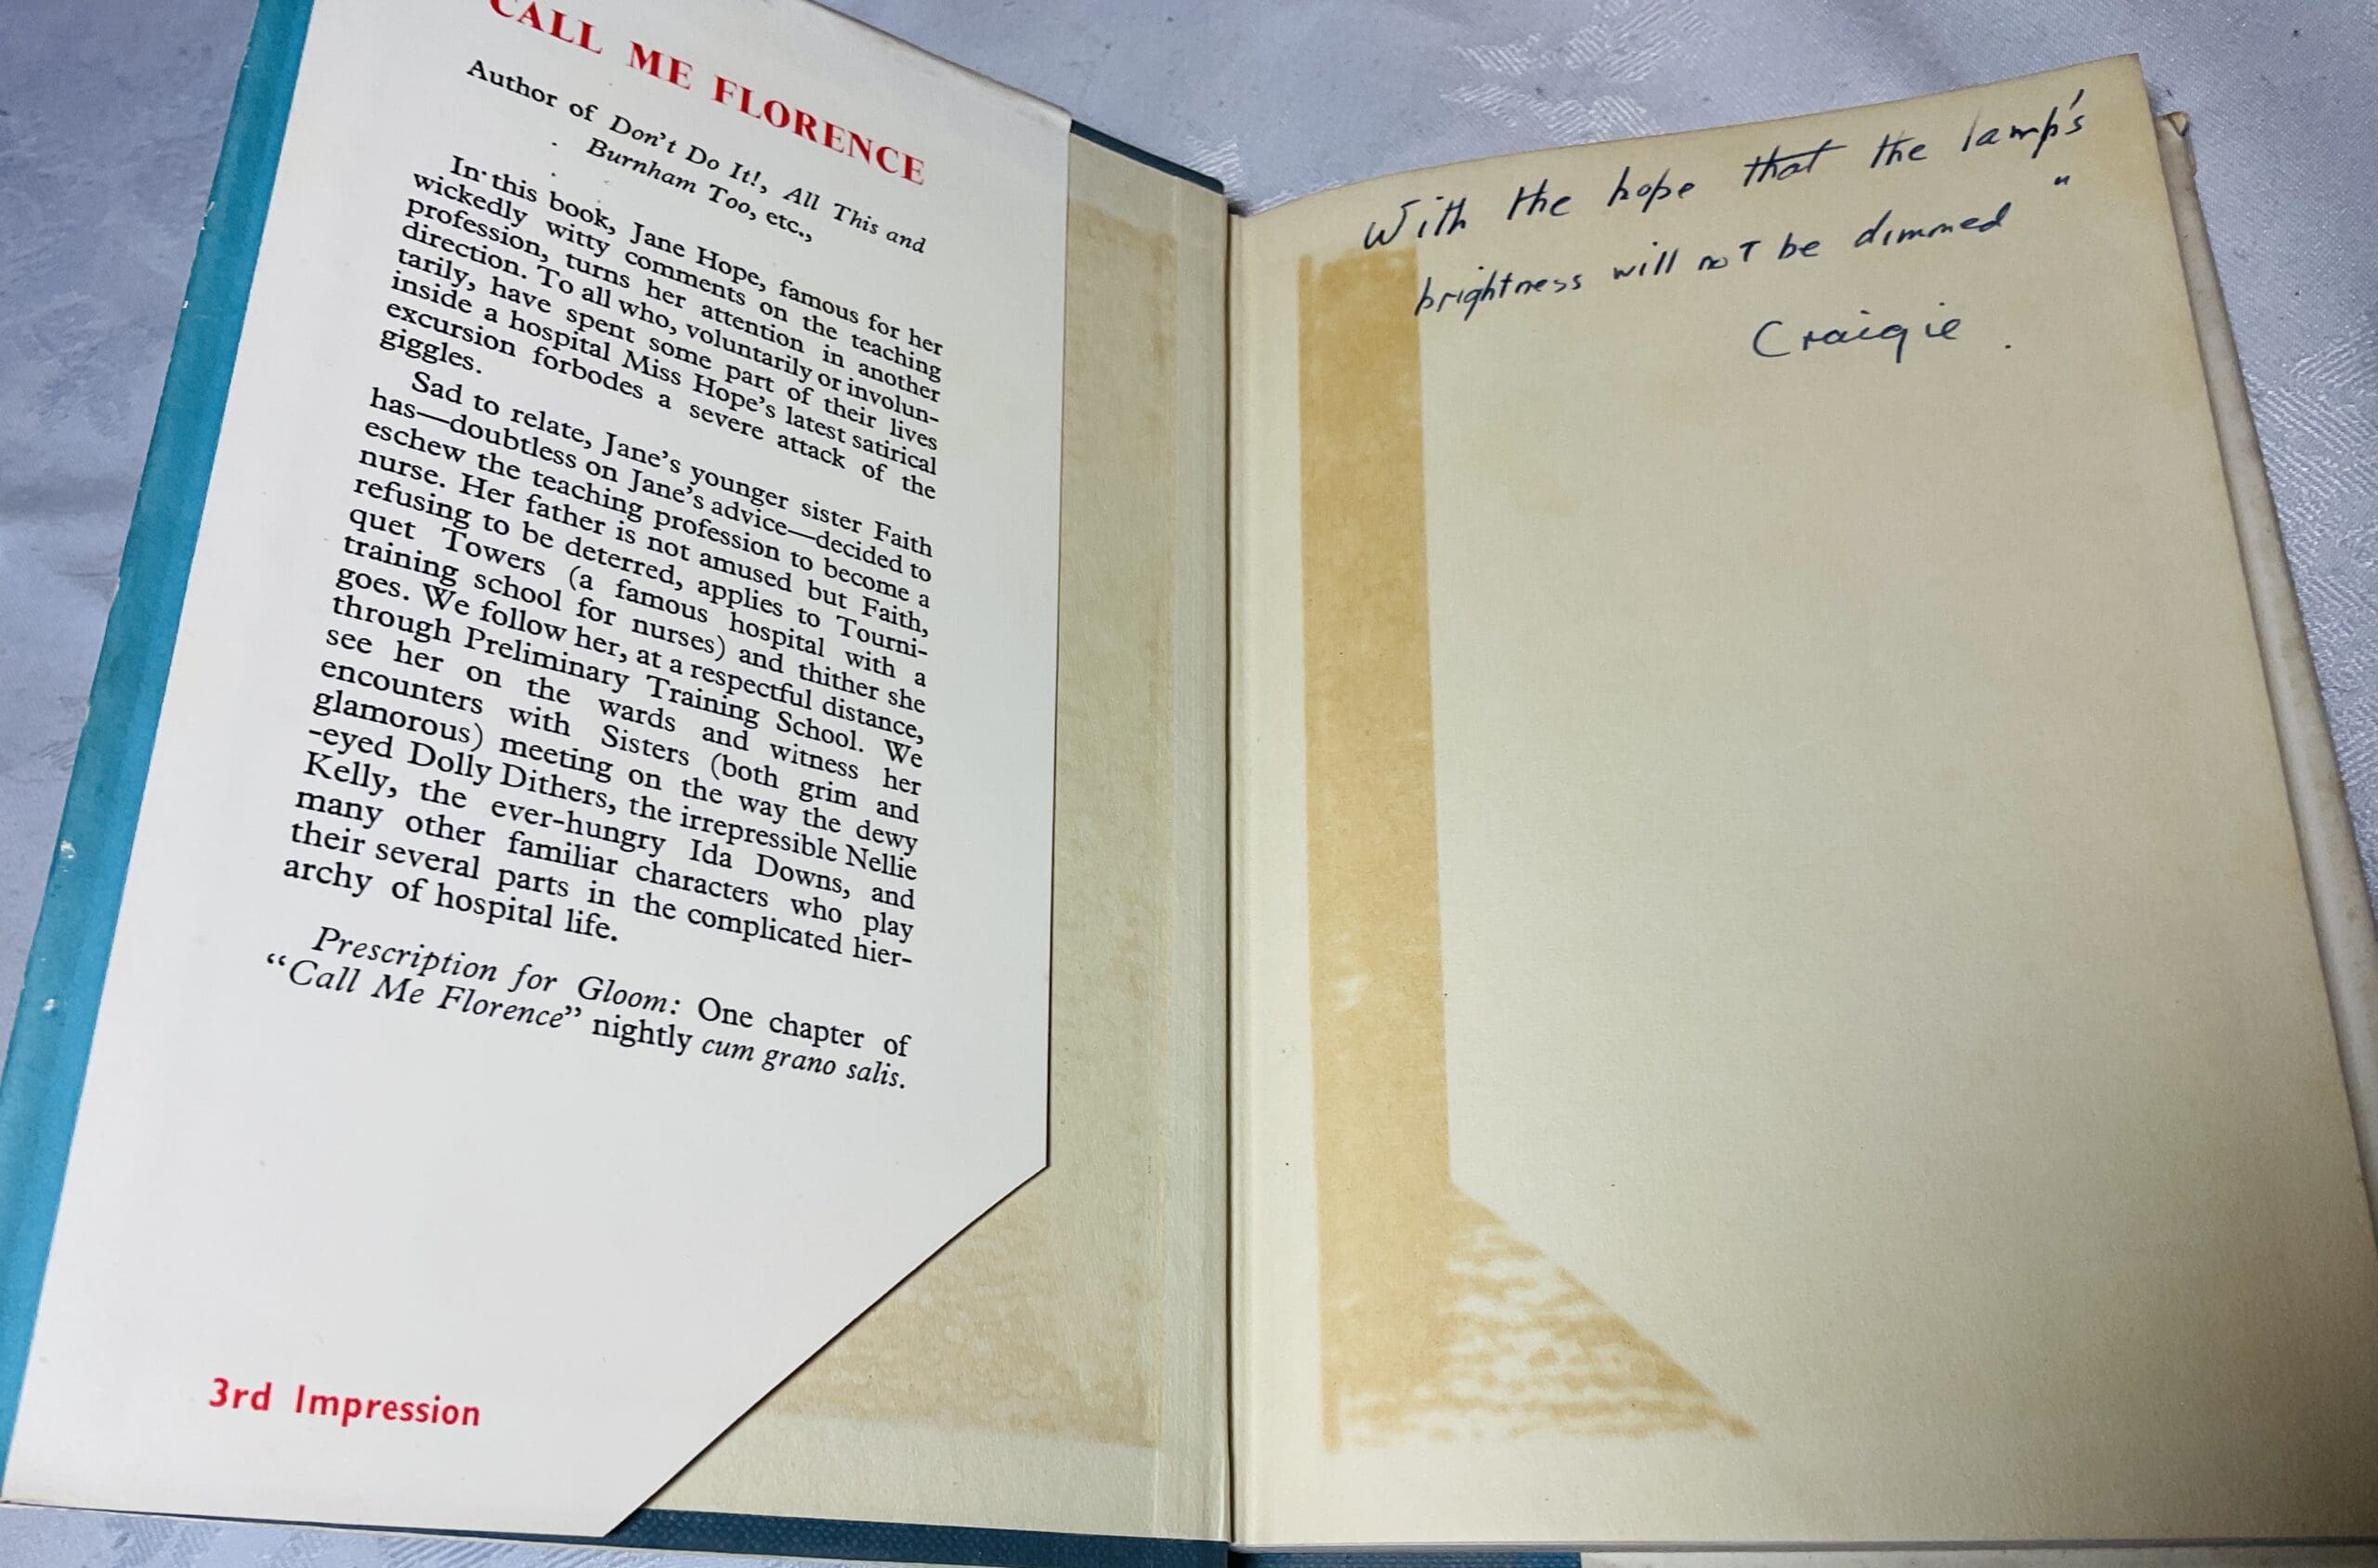 CALL ME FLORENCE
Author of Don't Do It!, All This and
Burnham Too, etc.,
In this book, Jane Hope, famous for her
wickedly witty comments on the teaching
profession, turns her attention in another
direction. To all who, voluntarily or involun-
tarily, have spent some part of their lives
inside a hospital Miss Hope's latest satirical
excursion forbodes a severe attack of the
giggles.
Sad to relate, Jane's younger sister Faith
has—doubtless on Jane's advice—decided to
eschew the teaching profession to become a
nurse. Her father is not amused but Faith,
refusing to be deterred, applies to Tourni-
quet Towers (a famous hospital with a
training school for nurses) and thither she
goes. We follow her, at a respectful distance,
through Preliminary Training School. We
see her on the wards and witness her
encounters with Sisters (both grim and
glamorous) meeting on the way the dewy
-eyed Dolly Dithers, the irrepressible Nellie
Kelly, the ever-hungry Ida Downs, and
many other familiar characters who play
their several parts in the complicated hier-
archy of hospital life.
Prescription for Gloom: One chapter of
“Call Me Florence” nightly cum grano salis.
3rd Impression
With the hope that the lamp's
brightness will not be dimmed "
Craigie.